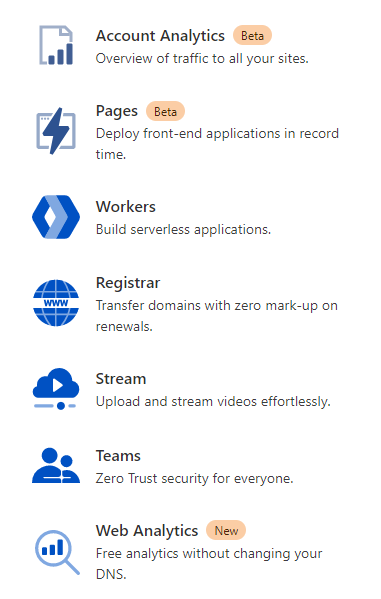 Account Analytics Beta
Overview of traffic to all your sites.
Pages Beta
Deploy front-end applications in record
time.
Workers
Build serverless applications.
Registrar
WWW
Transfer domains with zero mark-up on
renewals.
Stream
Upload and stream videos effortlessly.
Teams
Zero Trust security for everyone.
Web Analytics New
Free analytics without changing your
DNS.